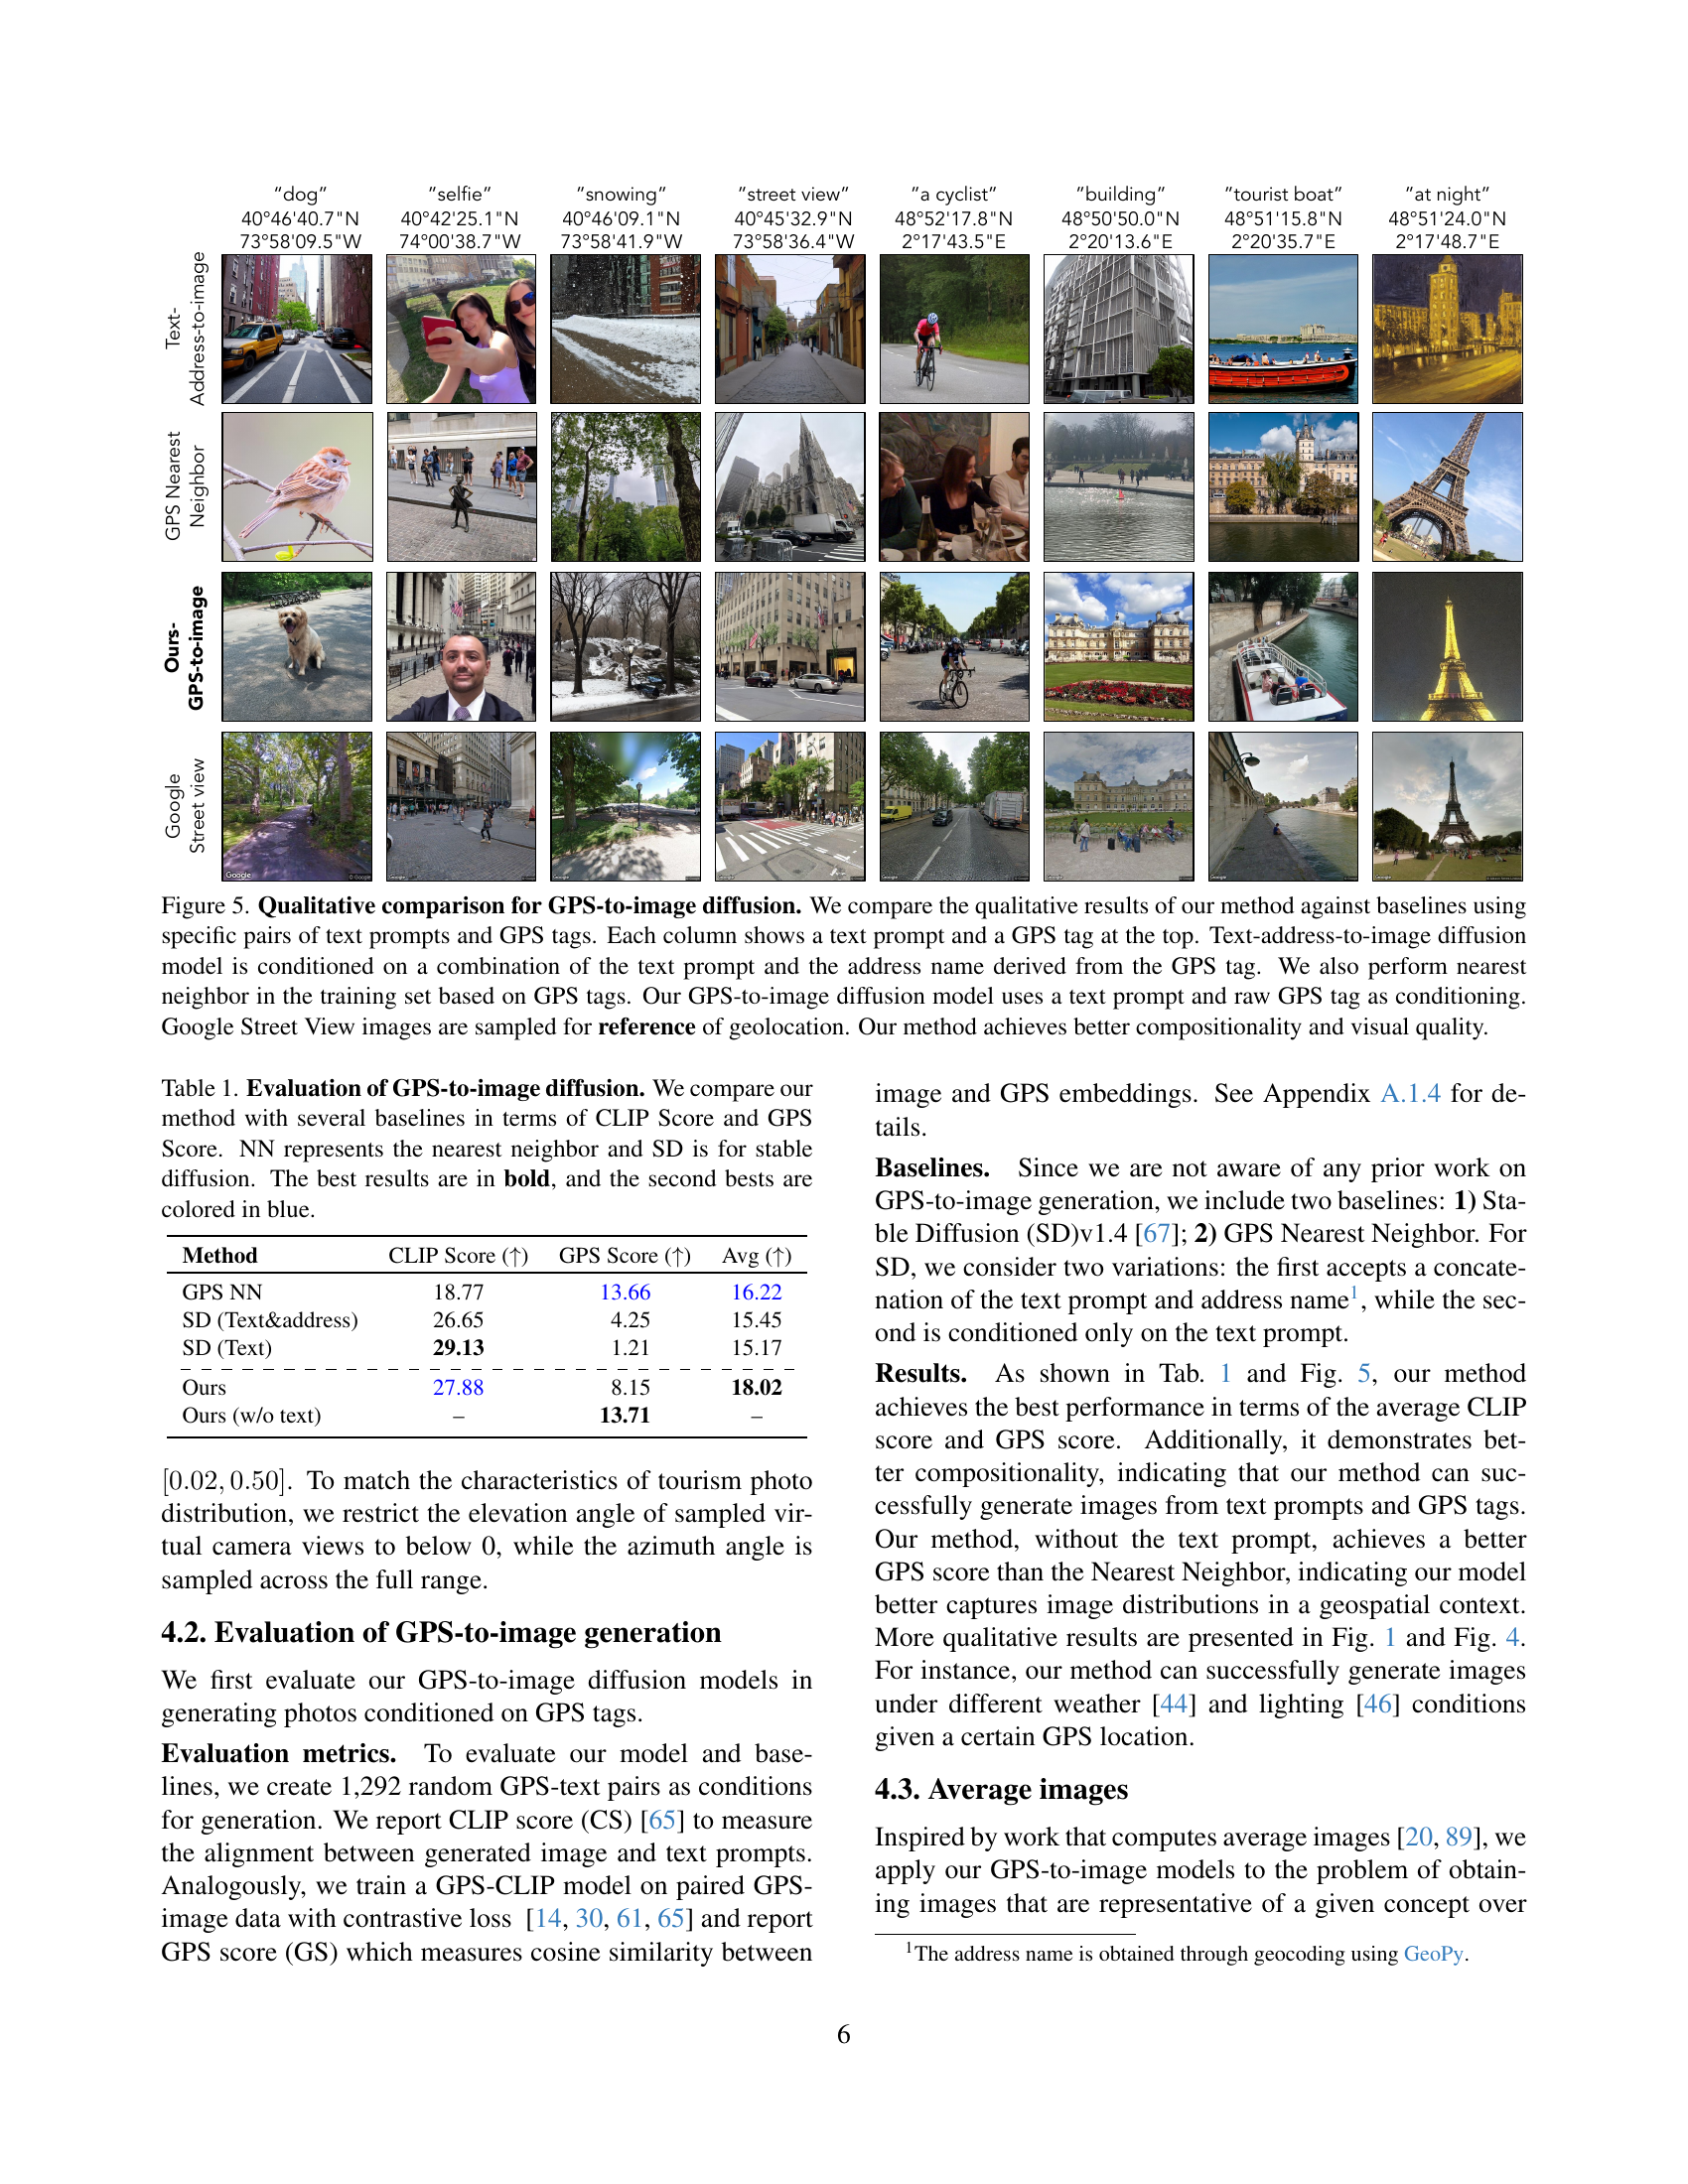 "dog" "selfie" "snowing" "street view" "a cyclist" "building" "tourist boat" "at night"
40°46'40.7"N 40°42'25.1"N 40°46'09.1"N 40°45'32.9"N 48°52'17.8"N 48°50'50.0"N 48°51'15.8"N 48°51'24.0"N
73°58'09.5"W 74°00'38.7"W 73°58'41.9"W 73°58'36.4"W 2°17'43.5"E 2°20'13.6"E 2°20'35.7"E 2°17'48.7"E
Text-
Address-to-image
GPS Nearest
Neighbor
Ours-
GPS-to-image
Google
Street view
Google
Figure 5. Qualitative comparison for GPS-to-image diffusion. We compare the qualitative results of our method against baselines using
specific pairs of text prompts and GPS tags. Each column shows a text prompt and a GPS tag at the top. Text-address-to-image diffusion
model is conditioned on a combination of the text prompt and the address name derived from the GPS tag. We also perform nearest
neighbor in the training set based on GPS tags. Our GPS-to-image diffusion model uses a text prompt and raw GPS tag as conditioning.
Google Street View images are sampled for reference of geolocation. Our method achieves better compositionality and visual quality.
Table 1. Evaluation of GPS-to-image diffusion. We compare our
method with several baselines in terms of CLIP Score and GPS
Score. NN represents the nearest neighbor and SD is for stable
diffusion. The best results are in bold, and the second bests are
colored in blue.
Method CLIP Score (↑) GPS Score (↑) Avg (↑)
GPS NN 18.77 13.66 16.22
SD (Text&address) 26.65 4.25 15.45
SD (Text) 29.13 1.21 15.17
Ours 27.88 8.15 18.02
Ours (w/o text) – 13.71 –
[0.02, 0.50]. To match the characteristics of tourism photo
distribution, we restrict the elevation angle of sampled vir-
tual camera views to below 0, while the azimuth angle is
sampled across the full range.
4.2. Evaluation of GPS-to-image generation
We first evaluate our GPS-to-image diffusion models in
generating photos conditioned on GPS tags.
Evaluation metrics. To evaluate our model and base-
lines, we create 1,292 random GPS-text pairs as conditions
for generation. We report CLIP score (CS) [65] to measure
the alignment between generated image and text prompts.
Analogously, we train a GPS-CLIP model on paired GPS-
image data with contrastive loss [14, 30, 61, 65] and report
GPS score (GS) which measures cosine similarity between
image and GPS embeddings. See Appendix A.1.4 for de-
tails.
Baselines. Since we are not aware of any prior work on
GPS-to-image generation, we include two baselines: 1) Sta-
ble Diffusion (SD)v1.4 [67]; 2) GPS Nearest Neighbor. For
SD, we consider two variations: the first accepts a concate-
nation of the text prompt and address name1, while the sec-
ond is conditioned only on the text prompt.
Results. As shown in Tab. 1 and Fig. 5, our method
achieves the best performance in terms of the average CLIP
score and GPS score. Additionally, it demonstrates bet-
ter compositionality, indicating that our method can suc-
cessfully generate images from text prompts and GPS tags.
Our method, without the text prompt, achieves a better
GPS score than the Nearest Neighbor, indicating our model
better captures image distributions in a geospatial context.
More qualitative results are presented in Fig. 1 and Fig. 4.
For instance, our method can successfully generate images
under different weather [44] and lighting [46] conditions
given a certain GPS location.
4.3. Average images
Inspired by work that computes average images [20, 89], we
apply our GPS-to-image models to the problem of obtain-
ing images that are representative of a given concept over
1The address name is obtained through geocoding using GeoPy.
6